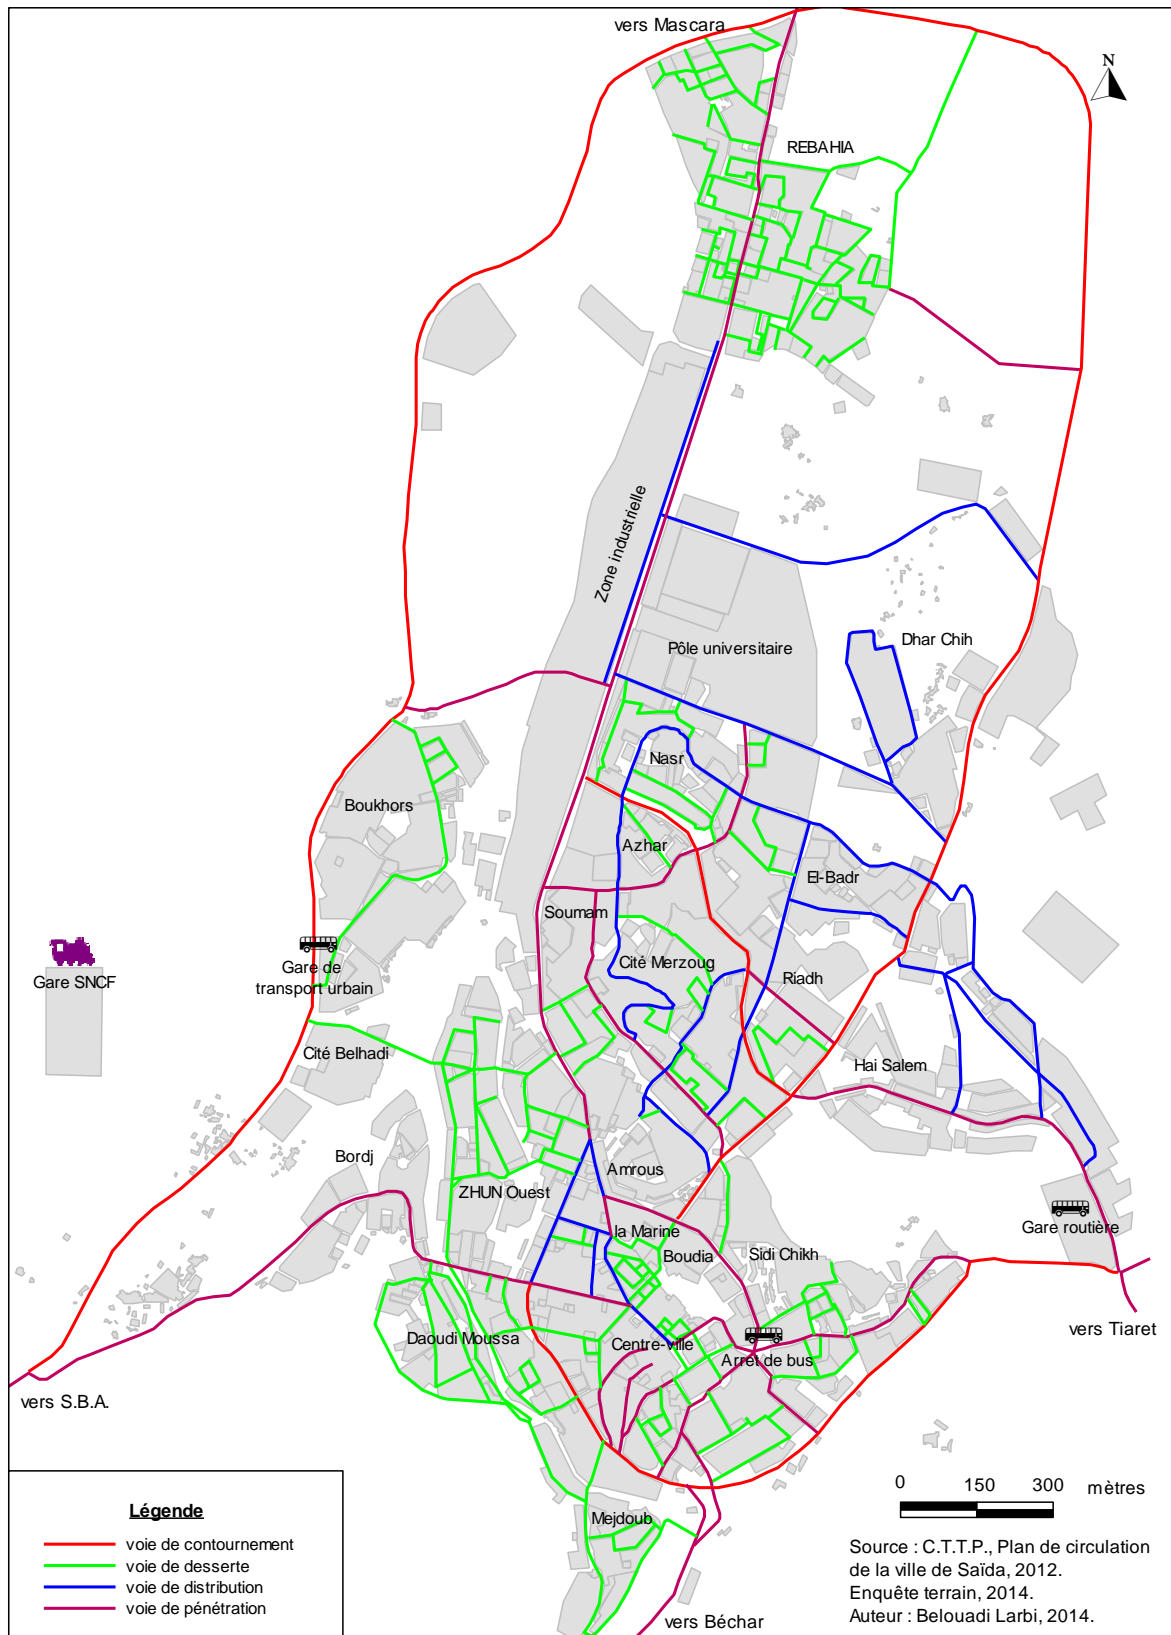 vers Mascara
N
REBAHIA
Zone industrielle
Pôle universitaire
Dhar Chih
Nasr
Boukhors
Azhar
El-Badr
Soumam
Cité Merzoug
Riadh
Gare SNCF
Gare de
transport urbain
Cité Belhadi
Hai Salem
Bordj
Amrous
ZHUN Ouest
la Marine
Boudia
Sidi Chikh
Gare routière
Daoudi Moussa
Centre-ville
Arret de bus
vers Tiaret
vers S.B.A.
Mejdoub
vers Béchar
0 150 300 mètres
Légende
voie de contournement
voie de desserte
voie de distribution
voie de pénétration
Source : C.T.T.P., Plan de circulation
de la ville de Saïda, 2012.
Enquête terrain, 2014.
Auteur : Belouadi Larbi, 2014.